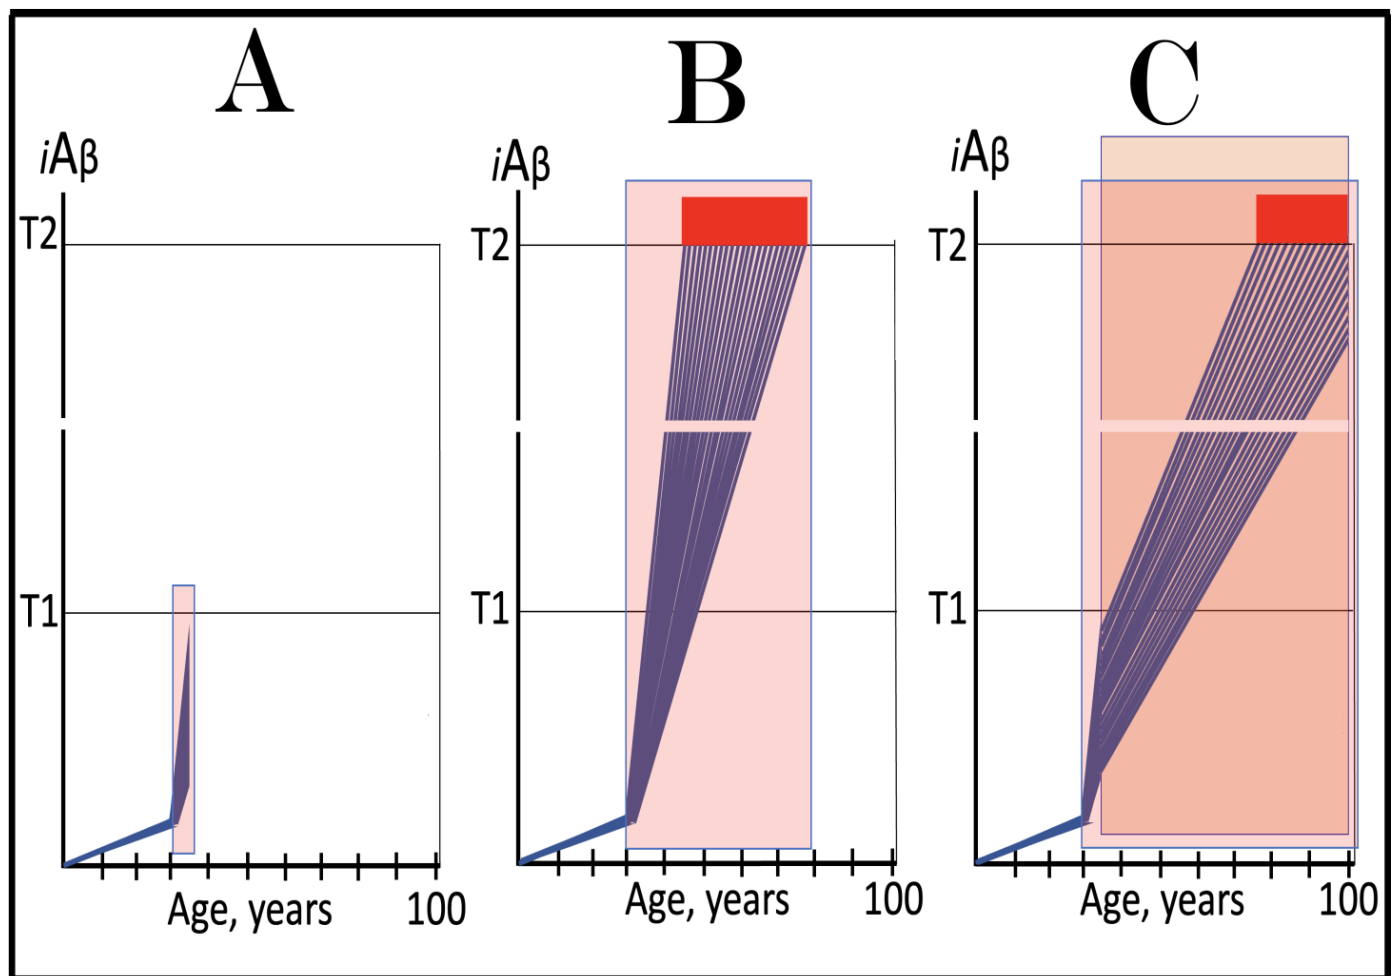 A
iAβ
T2
T1
Age, years
100
B
iAβ
T2
T1
Age, years
100
C
iAβ
T2
T1
Age, years
100